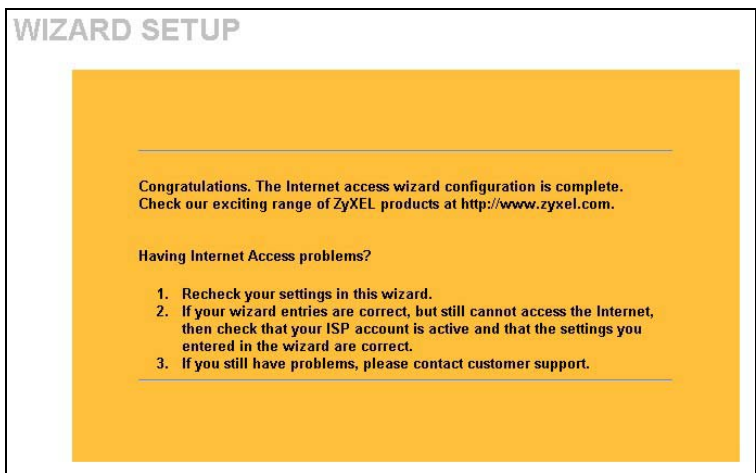 WIZARD SETUP
Congratulations. The Internet access wizard configuration is complete.
Check our exciting range of ZyXEL products at http://www.zyxel.com.
Having Internet Access problems?
1. Recheck your settings in this wizard.
2. If your wizard entries are correct, but still cannot access the Internet,
then check that your ISP account is active and that the settings you
entered in the wizard are correct.
3. If you still have problems, please contact customer support.